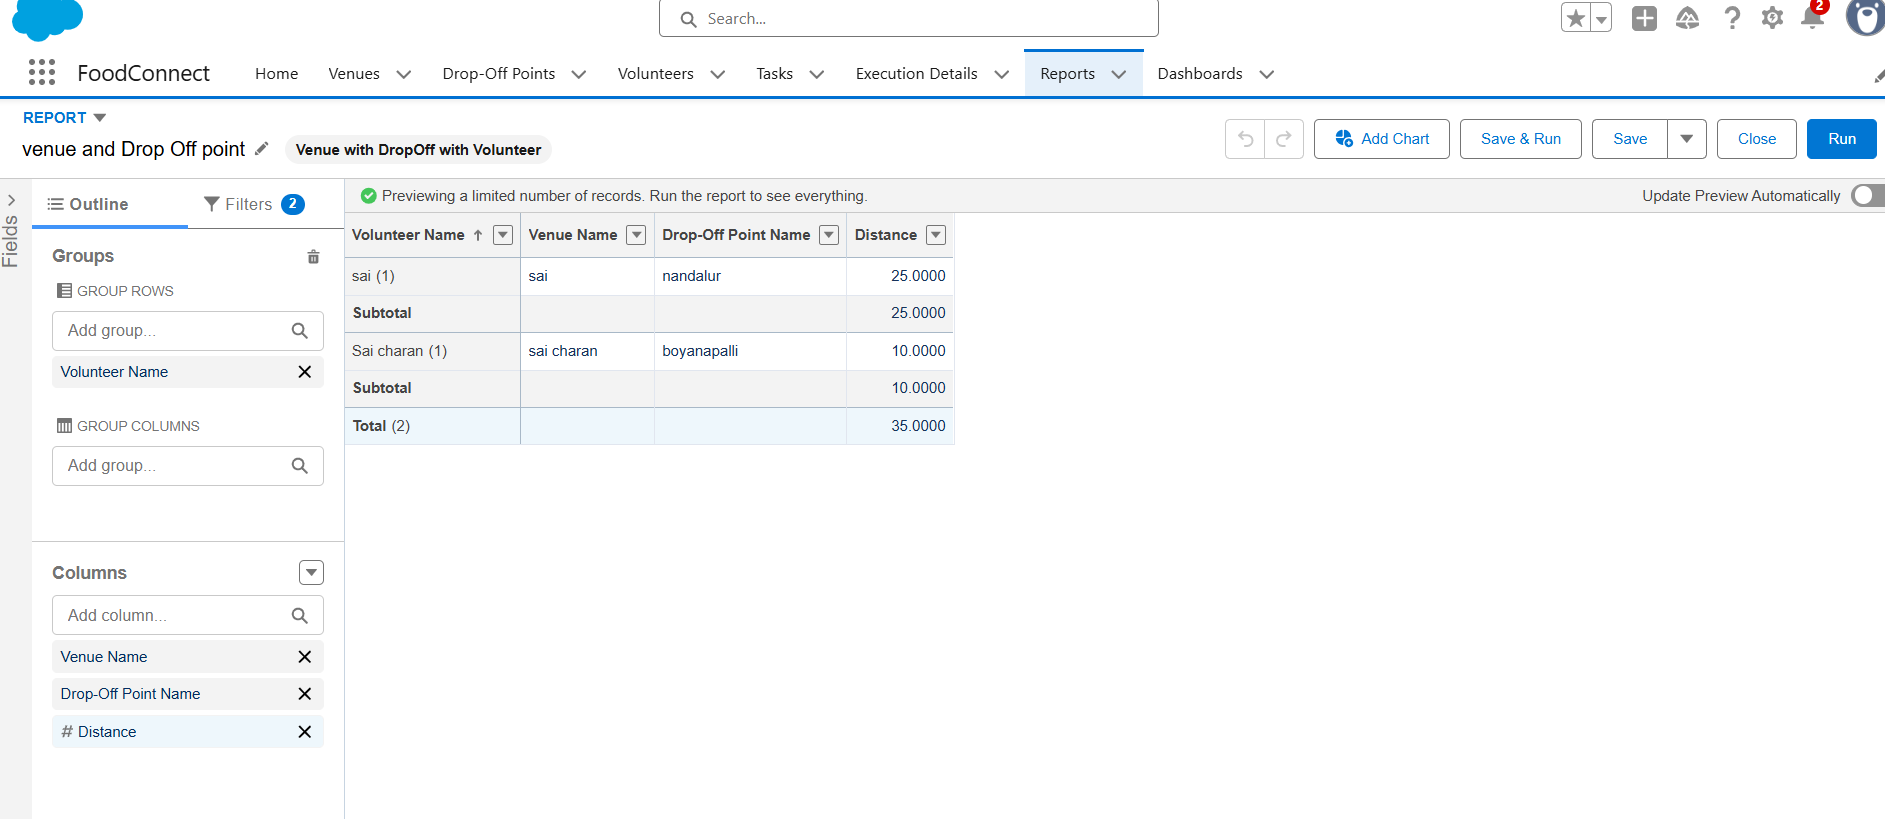 Search...
2
FoodConnect Home Venues Drop-Off Points Volunteers Tasks Execution Details Reports Dashboards
REPORT
venue and Drop Off point Venue with DropOff with Volunteer
Add Chart Save & Run Save Close Run
Fields
Outline Filters 2
Previewing a limited number of records. Run the report to see everything. Update Preview Automatically
Groups
GROUP ROWS
Add group...
Volunteer Name
GROUP COLUMNS
Add group...
Columns
Add column...
Venue Name
Drop-Off Point Name
# Distance
Volunteer Name ↑ Venue Name Drop-Off Point Name Distance
sai (1) sai nandalur 25.0000
Subtotal 25.0000
Sai charan (1) sai charan boyanapalli 10.0000
Subtotal 10.0000
Total (2) 35.0000